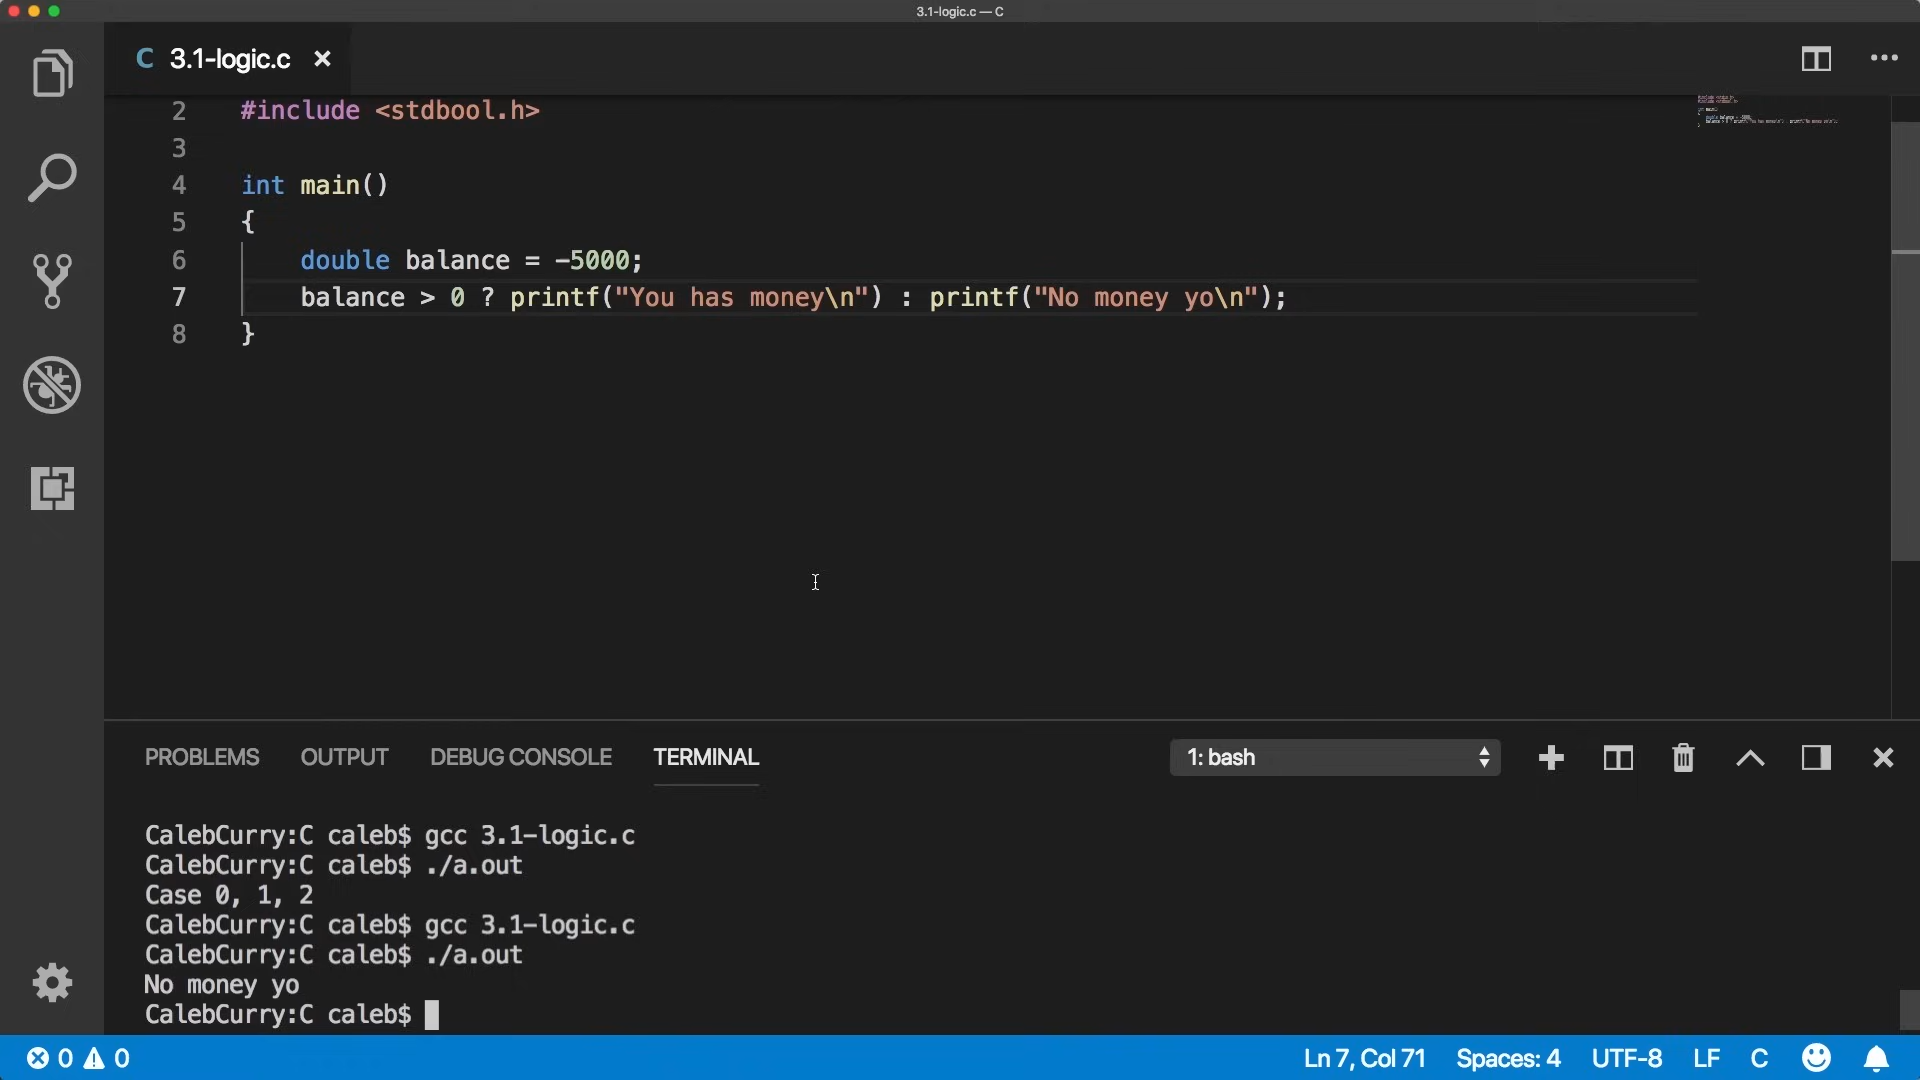 3.1-logic.c — C
C 3.1-logic.c ×
2 #include <stdbool.h>
3
4 int main()
5 {
6 double balance = -5000;
7 balance > 0 ? printf("You has money\n") : printf("No money yo\n");
8 }
PROBLEMS OUTPUT DEBUG CONSOLE TERMINAL 1: bash
CalebCurry:C caleb$ gcc 3.1-logic.c
CalebCurry:C caleb$ ./a.out
Case 0, 1, 2
CalebCurry:C caleb$ gcc 3.1-logic.c
CalebCurry:C caleb$ ./a.out
No money yo
CalebCurry:C caleb$
0 0 Ln 7, Col 71 Spaces: 4 UTF-8 LF C